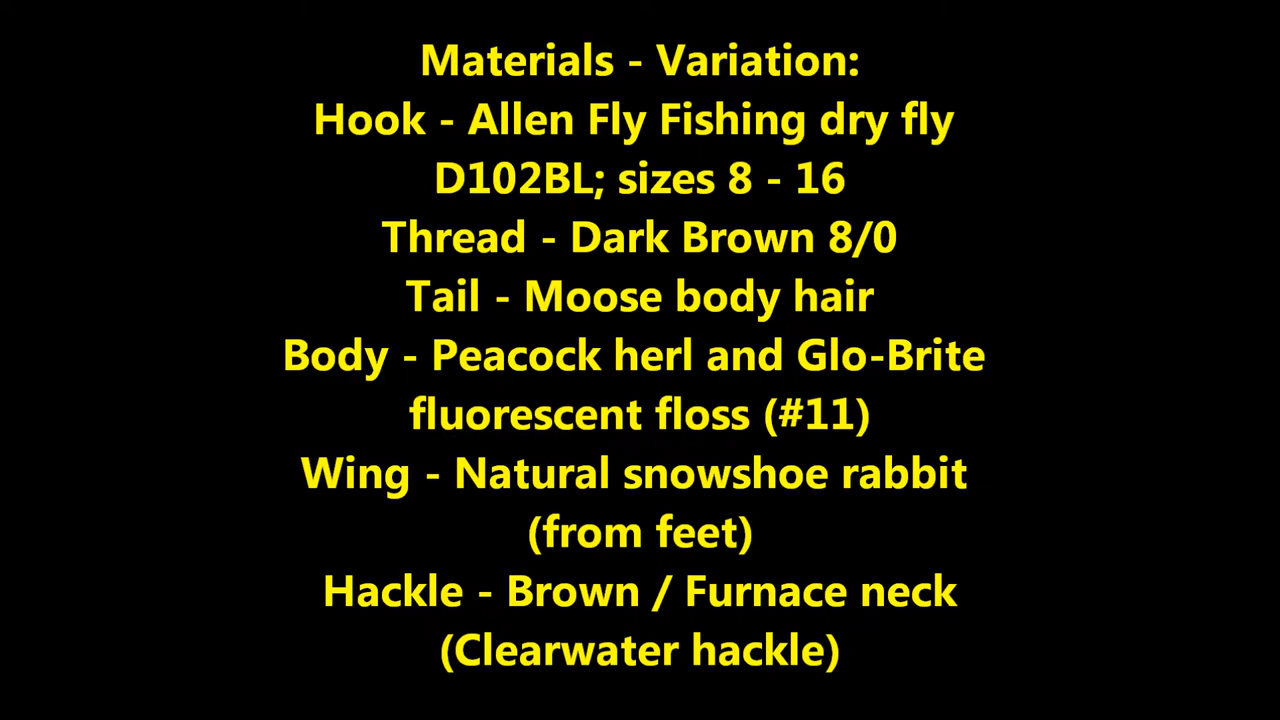 Materials - Variation:
Hook - Allen Fly Fishing dry fly
D102BL; sizes 8 - 16
Thread - Dark Brown 8/0
Tail - Moose body hair
Body - Peacock herl and Glo-Brite
fluorescent floss (#11)
Wing - Natural snowshoe rabbit
(from feet)
Hackle - Brown / Furnace neck
(Clearwater hackle)